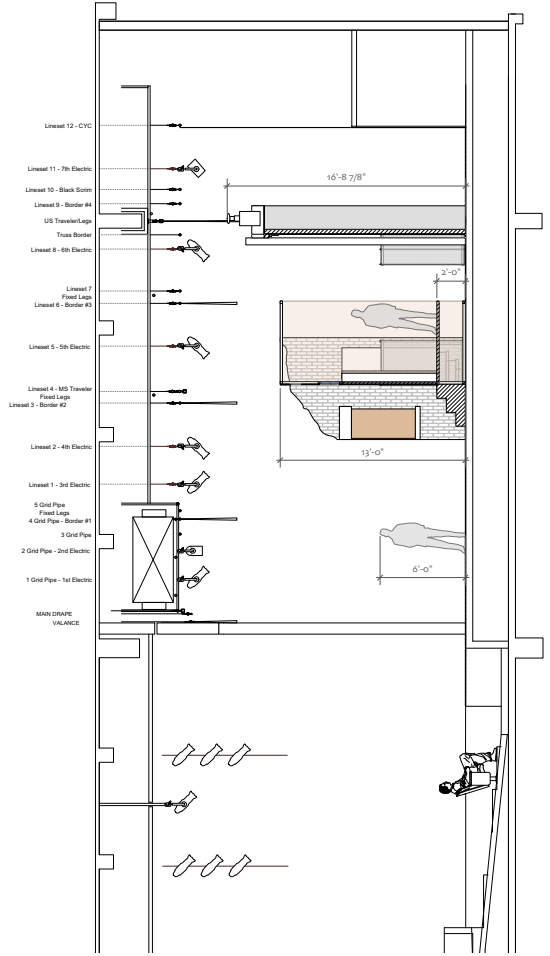 Lineset 12 - CYC
Lineset 11 - 7th Electric
16'-8 7/8"
Lineset 10 - Black Scrim
Lineset 9 - Border #4
US Traveler/Legs
Truss Border
Lineset 8 - 6th Electric
2'-0"
Lineset 7
Fixed Legs
Lineset 6 - Border #3
Lineset 5 - 5th Electric
Lineset 4 - MS Traveler
Fixed Legs
Lineset 3 - Border #2
Lineset 2 - 4th Electric
13'-0"
Lineset 1 - 3rd Electric
5 Grid Pipe
Fixed Legs
4 Grid Pipe - Border #1
3 Grid Pipe
2 Grid Pipe - 2nd Electric
6'-0"
1 Grid Pipe - 1st Electric
MAIN DRAPE
VALANCE